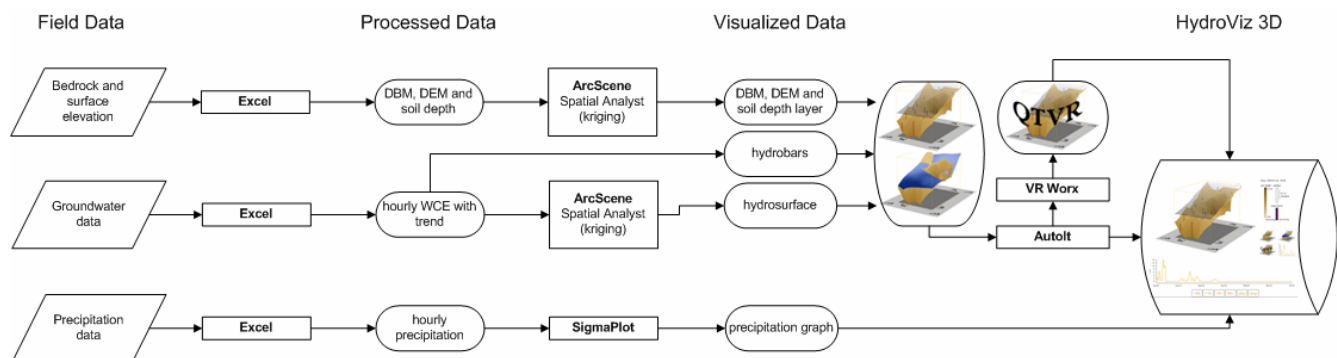 Field Data
Processed Data
Visualized Data
HydroViz 3D
Bedrock and
surface
elevation
Excel
DBM, DEM and
soil depth
ArcScene
Spatial Analyst
(kriging)
DBM, DEM and
soil depth layer
QTVR
hydrobars
Groundwater
data
Excel
hourly WCE with
trend
ArcScene
Spatial Analyst
(kriging)
hydrosurface
VR Worx
AutoIt
Precipitation
data
Excel
hourly
precipitation
SigmaPlot
precipitation graph